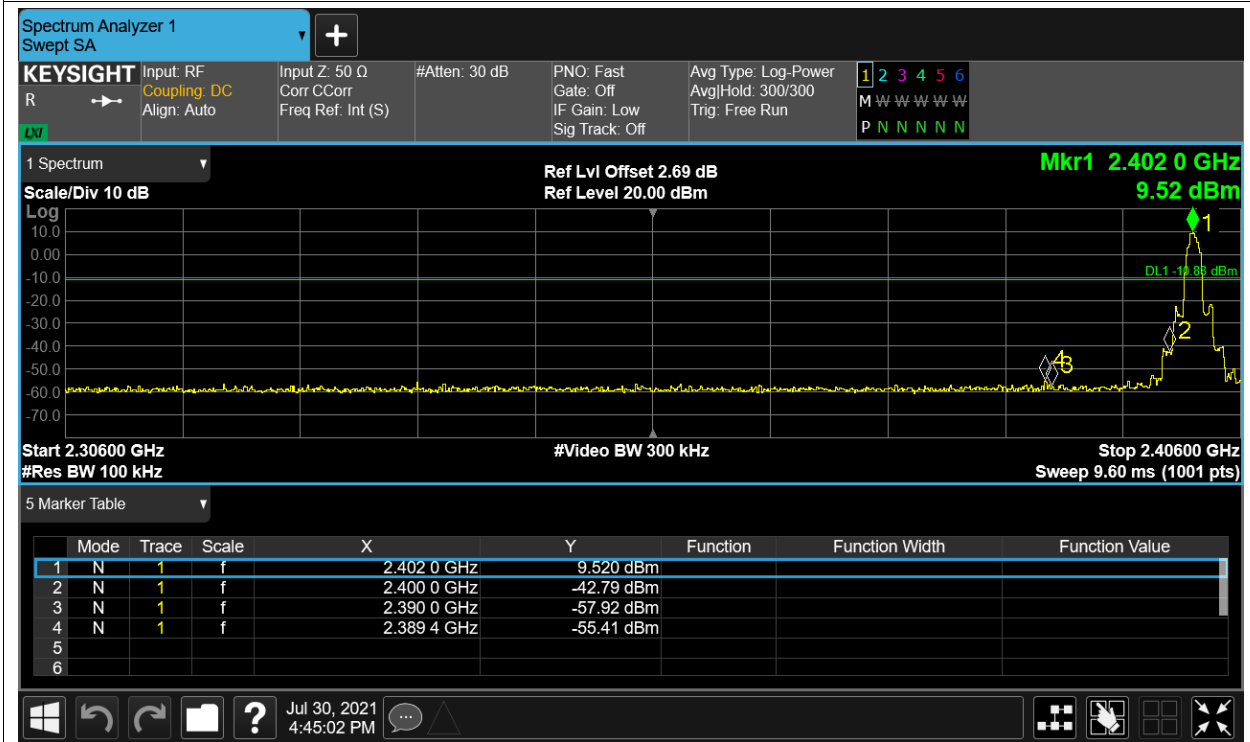 Spectrum Analyzer 1
Swept SA
+
KEYSIGHT
R
LXI
Input: RF
Coupling: DC
Align: Auto
Input Z: 50 Ω
Corr CCorr
Freq Ref: Int (S)
#Atten: 30 dB
PNO: Fast
Gate: Off
IF Gain: Low
Sig Track: Off
Avg Type: Log-Power
Avg|Hold: 300/300
Trig: Free Run
1 2 3 4 5 6
M W W W W W
P N N N N N
1 Spectrum
Scale/Div 10 dB
Ref Lvl Offset 2.69 dB
Ref Level 20.00 dBm
Mkr1 2.402 0 GHz
9.52 dBm
Log
10.0
0.00
-10.0
-20.0
-30.0
-40.0
-50.0
-60.0
-70.0
1
DL1 -10.88 dBm
2
4
3
Start 2.30600 GHz
#Res BW 100 kHz
#Video BW 300 kHz
Stop 2.40600 GHz
Sweep 9.60 ms (1001 pts)
5 Marker Table
Mode Trace Scale X Y Function Function Width Function Value
1 N 1 f 2.402 0 GHz 9.520 dBm
2 N 1 f 2.400 0 GHz -42.79 dBm
3 N 1 f 2.390 0 GHz -57.92 dBm
4 N 1 f 2.389 4 GHz -55.41 dBm
5
6
?
Jul 30, 2021
4:45:02 PM